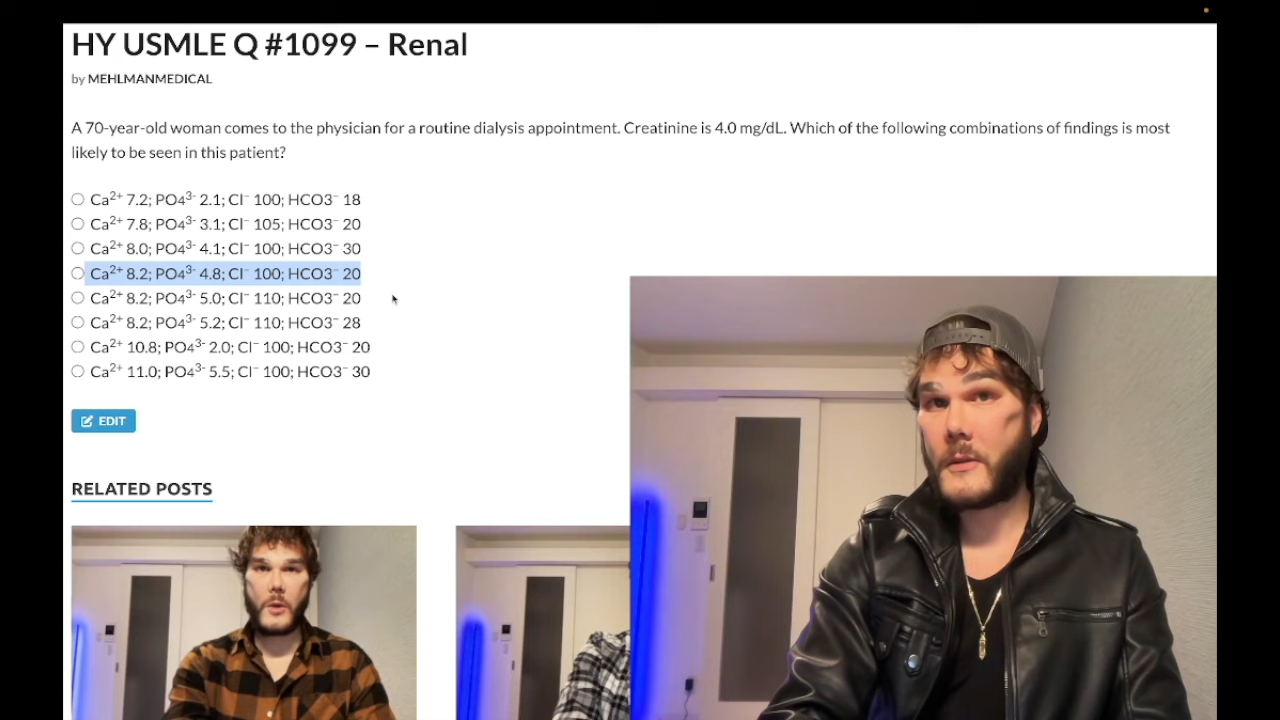 HY USMLE Q #1099 – Renal
by MEHLMANMEDICAL
A 70-year-old woman comes to the physician for a routine dialysis appointment. Creatinine is 4.0 mg/dL. Which of the following combinations of findings is most
likely to be seen in this patient?
Ca²⁺ 7.2; PO4³⁻ 2.1; Cl⁻ 100; HCO3⁻ 18
Ca²⁺ 7.8; PO4³⁻ 3.1; Cl⁻ 105; HCO3⁻ 20
Ca²⁺ 8.0; PO4³⁻ 4.1; Cl⁻ 100; HCO3⁻ 30
Ca²⁺ 8.2; PO4³⁻ 4.8; Cl⁻ 100; HCO3⁻ 20
Ca²⁺ 8.2; PO4³⁻ 5.0; Cl⁻ 110; HCO3⁻ 20
Ca²⁺ 8.2; PO4³⁻ 5.2; Cl⁻ 110; HCO3⁻ 28
Ca²⁺ 10.8; PO4³⁻ 2.0; Cl⁻ 100; HCO3⁻ 20
Ca²⁺ 11.0; PO4³⁻ 5.5; Cl⁻ 100; HCO3⁻ 30
EDIT
RELATED POSTS